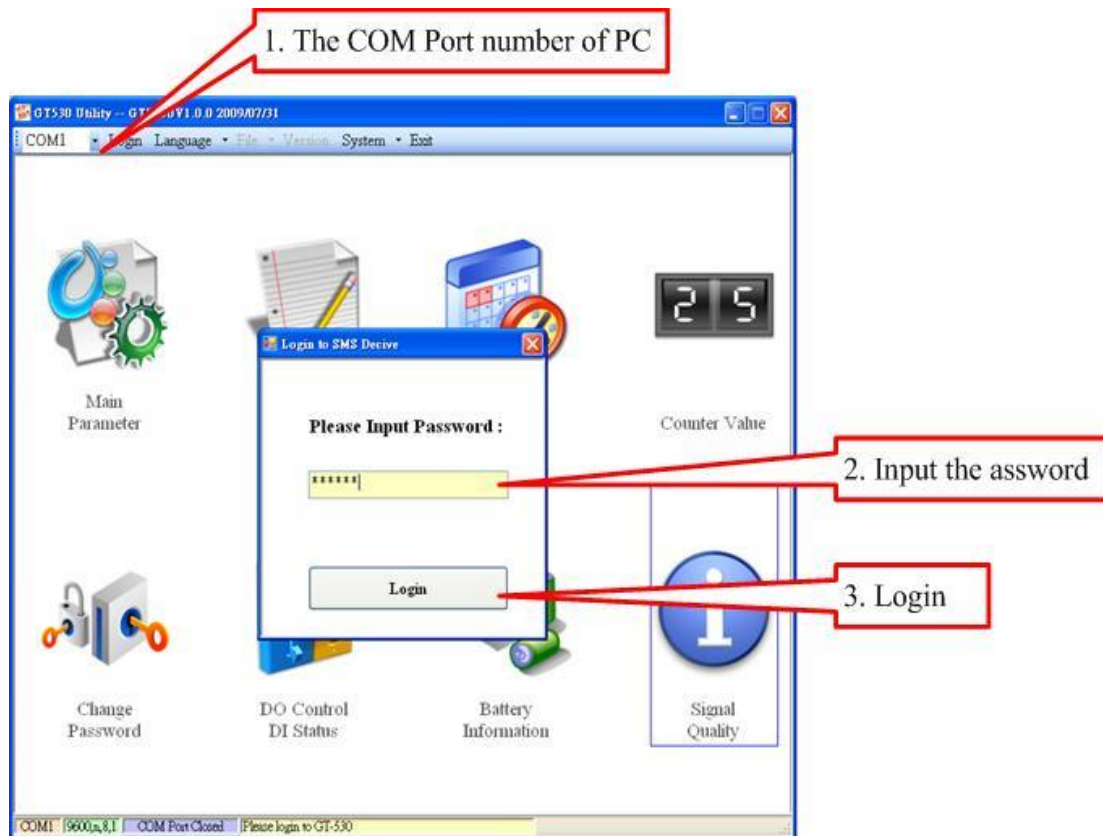 1. The COM Port number of PC
GT530 Utility -- GT V1.0.0 2009/07/31
COM1 Login Language File Version System Exit
Main
Parameter
2 5
Counter Value
Login to SMS Decive
Please Input Password :
******
Login
2. Input the assword
3. Login
Change
Password
DO Control
DI Status
Battery
Information
Signal
Quality
COM1 9600,n,8,1 COM Port Closed Please login to GT-530